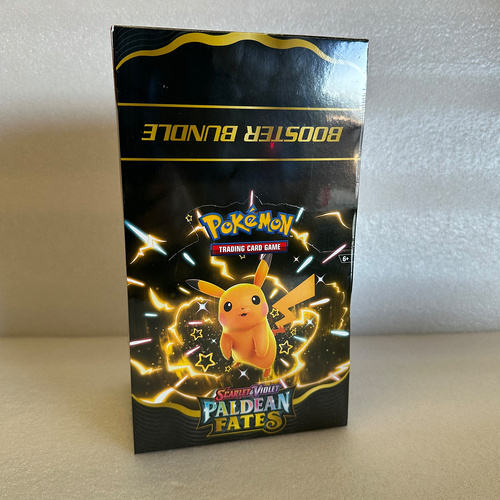 BOOSTER BUNDLE
POKéMON
TRADING CARD GAME
6+
SCARLET & VIOLET
PALDEAN
FATES